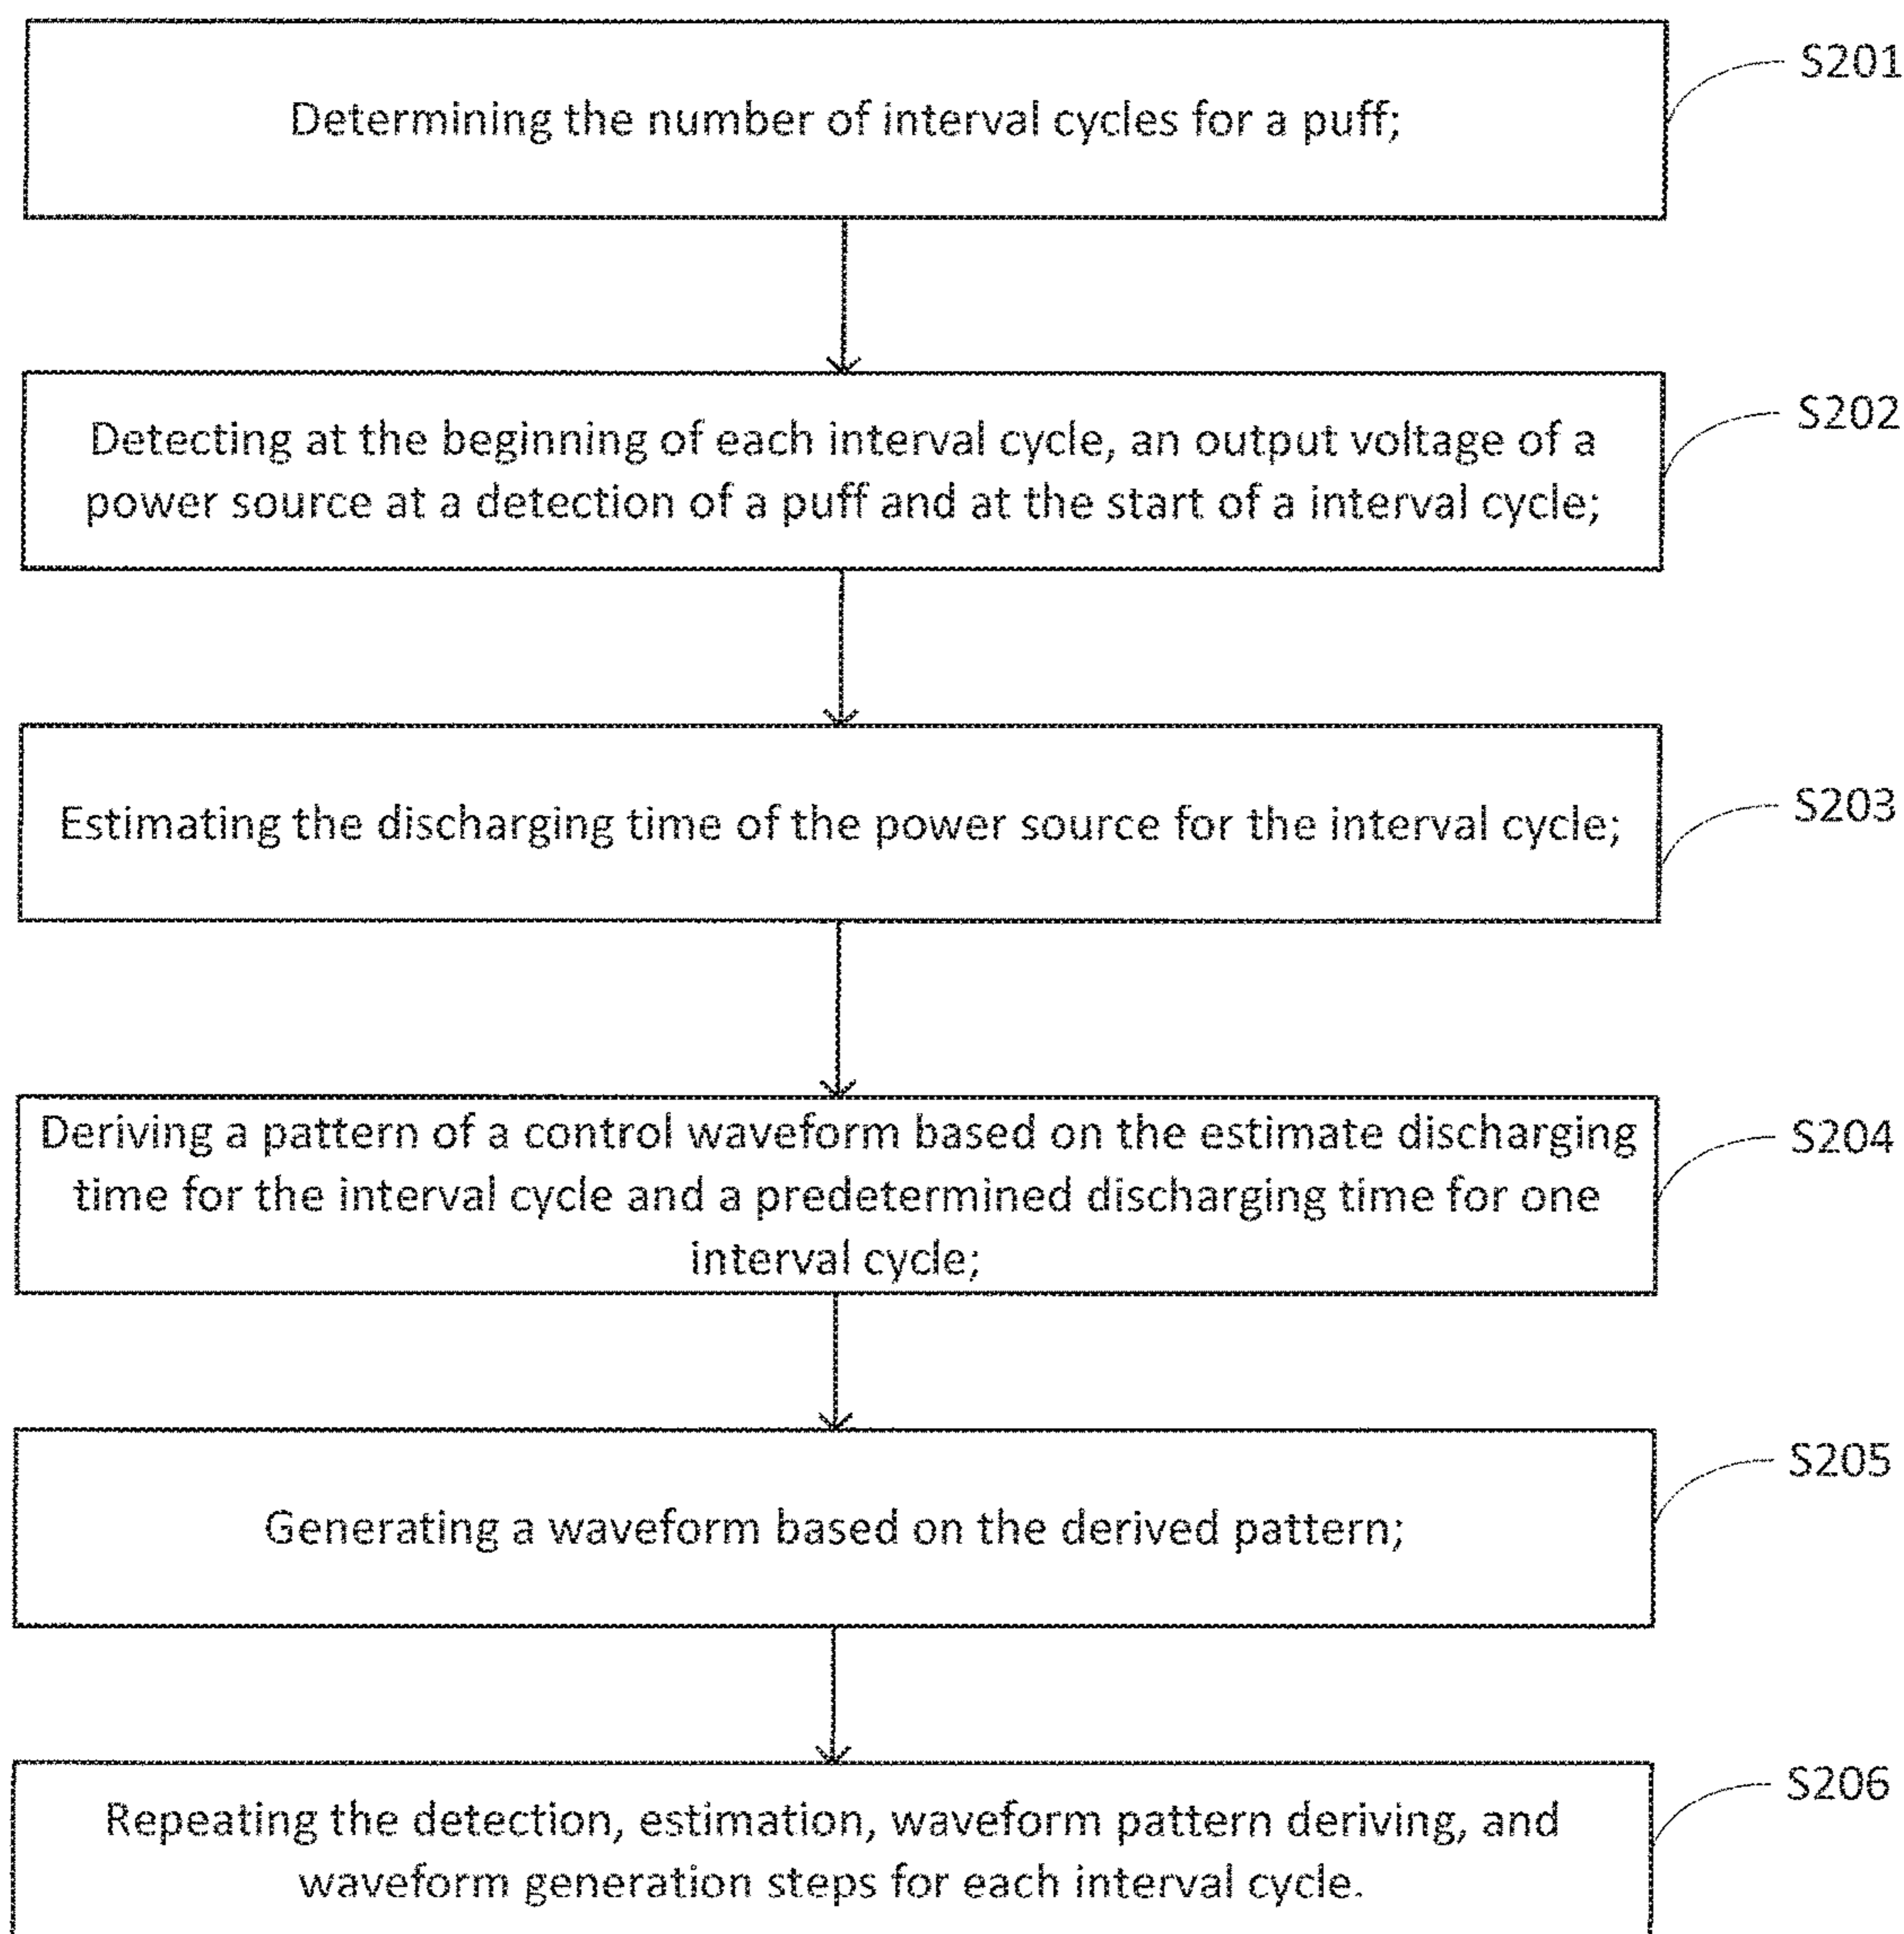 Determining the number of interval cycles for a puff;
S201
Detecting at the beginning of each interval cycle, an output voltage of a
power source at a detection of a puff and at the start of a interval cycle;
S202
Estimating the discharging time of the power source for the interval cycle;
S203
Deriving a pattern of a control waveform based on the estimate discharging
time for the interval cycle and a predetermined discharging time for one
interval cycle;
S204
Generating a waveform based on the derived pattern;
S205
Repeating the detection, estimation, waveform pattern deriving, and
waveform generation steps for each interval cycle.
S206